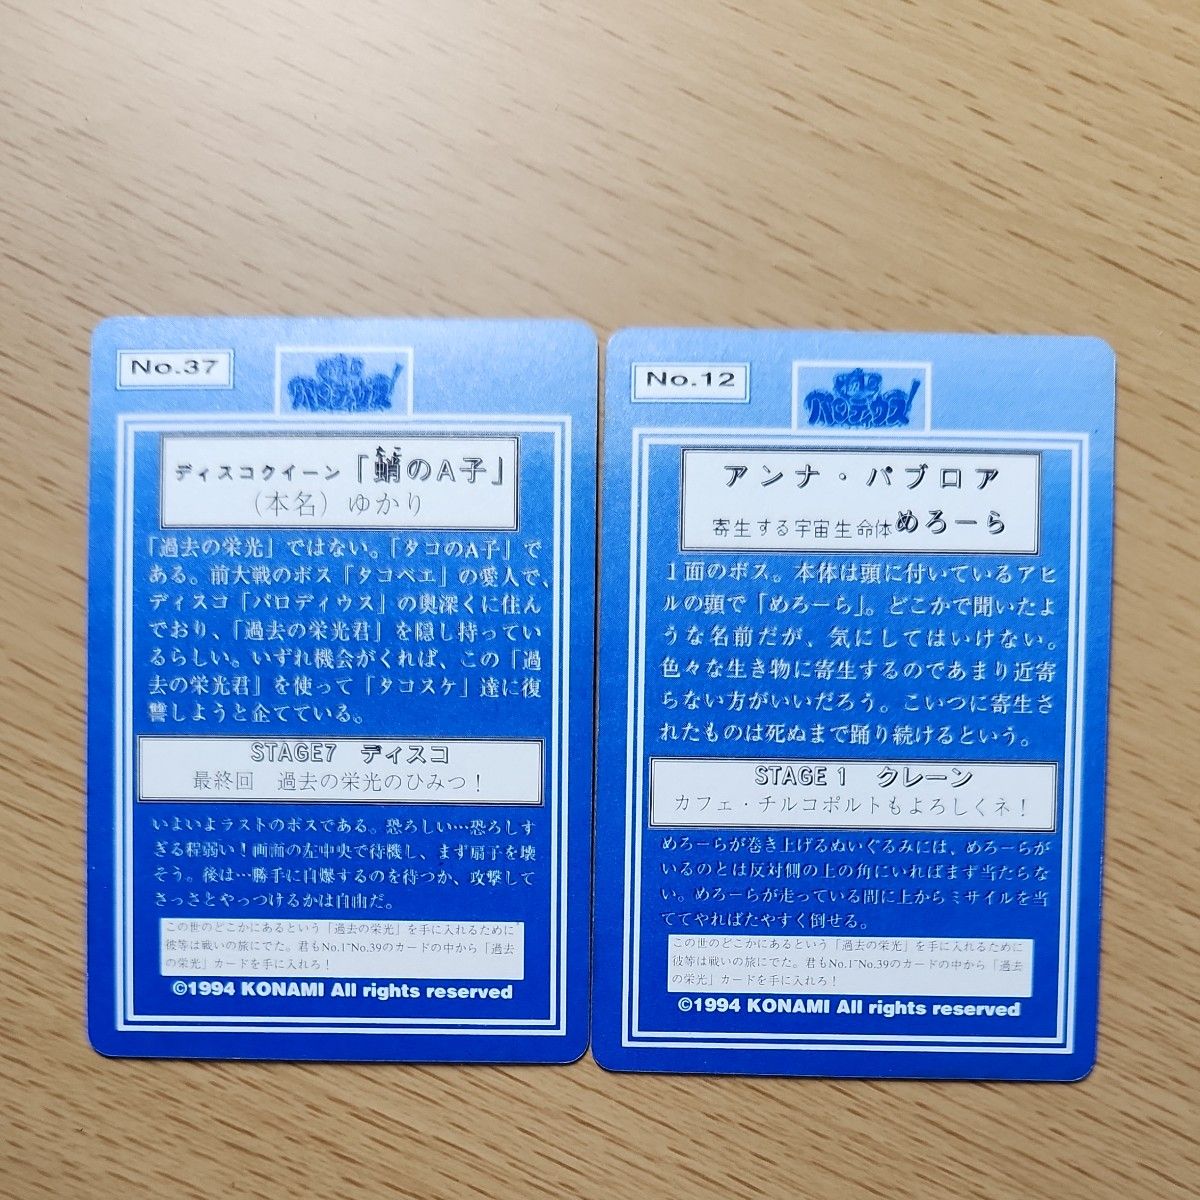 No.37
極上
パロディウス
ディスコクイーン「蛸のA子」
(本名)ゆかり
「過去の栄光」ではない。「タコのA子」で
ある。前大戦のボス「タコベエ」の愛人で、
ディスコ「パロディウス」の奥深くに住ん
でおり、「過去の栄光君」を隠し持ってい
るらしい。いずれ機会がくれば、この「過
去の栄光君」を使って「タコスケ」達に復
讐しようと企てている。
STAGE7 ディスコ
最終回 過去の栄光のひみつ!
いよいよラストのボスである。恐ろしい…恐ろしす
ぎる程弱い!画面の左中央で待機し、まず扇子を壊
そう。後は…勝手に自爆するのを待つか、攻撃して
さっさとやっつけるかは自由だ。
この世のどこかにあるという「過去の栄光」を手に入れるために
彼等は戦いの旅にでた。君もNo.1~No.39のカードの中から「過去
の栄光」カードを手に入れろ!
©1994 KONAMI All rights reserved
No.12
極上
パロディウス
アンナ・パブロア
寄生する宇宙生命体めろーら
1面のボス。本体は頭に付いているアヒ
ルの頭で「めろーら」。どこかで聞いたよ
うな名前だが、気にしてはいけない。
色々な生き物に寄生するのであまり近寄
らない方がいいだろう。こいつに寄生さ
れたものは死ぬまで踊り続けるという。
STAGE 1 クレーン
カフェ・チルコポルトもよろしくネ!
めろーらが巻き上げるぬいぐるみには、めろーらが
いるのとは反対側の上の角にいればまず当たらな
い。めろーらが走っている間に上からミサイルを当
ててやればたやすく倒せる。
この世のどこかにあるという「過去の栄光」を手に入れるために
彼等は戦いの旅にでた。君もNo.1~No.39のカードの中から「過去
の栄光」カードを手に入れろ!
©1994 KONAMI All rights reserved